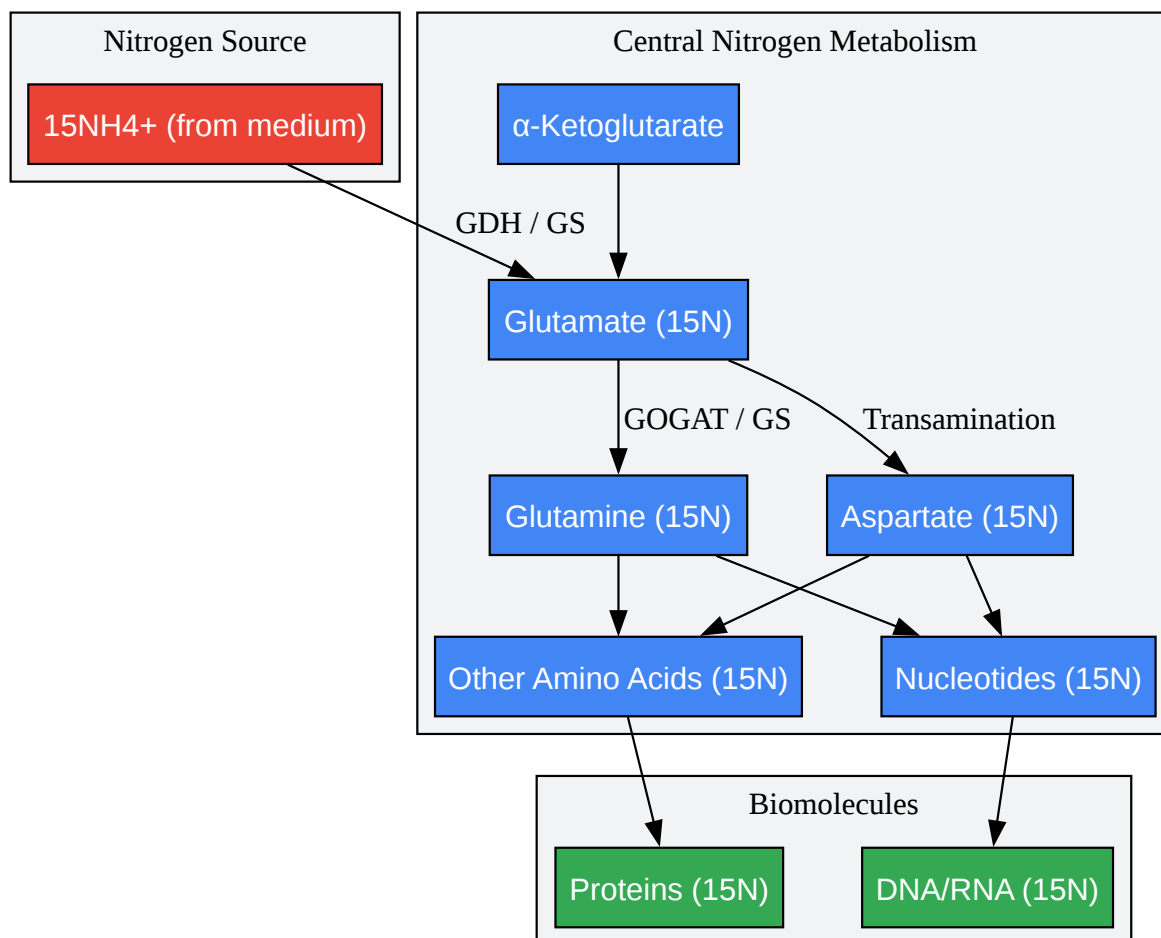 Nitrogen Source
Central Nitrogen Metabolism
15NH4+ (from medium)
α-Ketoglutarate
GDH / GS
Glutamate (15N)
GOGAT / GS
Transamination
Glutamine (15N)
Aspartate (15N)
Other Amino Acids (15N)
Nucleotides (15N)
Biomolecules
Proteins (15N)
DNA/RNA (15N)